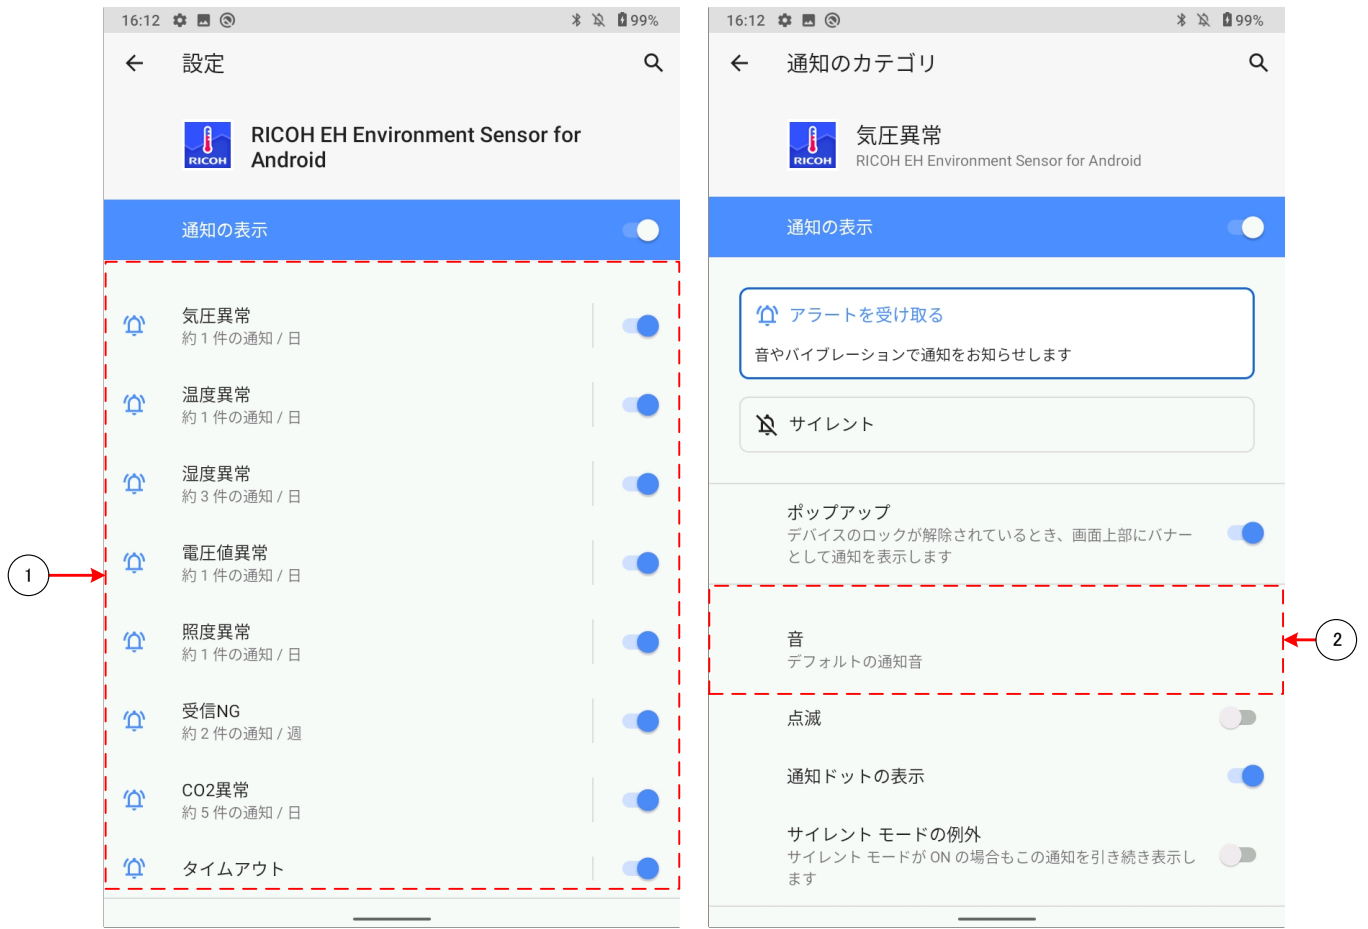 16:12
99%
設定
RICOH
RICOH EH Environment Sensor for
Android
通知の表示
気圧異常
約 1 件の通知 / 日
温度異常
約 1 件の通知 / 日
湿度異常
約 3 件の通知 / 日
電圧値異常
約 1 件の通知 / 日
照度異常
約 1 件の通知 / 日
受信NG
約 2 件の通知 / 週
CO2異常
約 5 件の通知 / 日
タイムアウト
1
16:12
99%
通知のカテゴリ
RICOH
気圧異常
RICOH EH Environment Sensor for Android
通知の表示
アラートを受け取る
音やバイブレーションで通知をお知らせします
サイレント
ポップアップ
デバイスのロックが解除されているとき、画面上部にバナー
として通知を表示します
音
デフォルトの通知音
2
点滅
通知ドットの表示
サイレント モードの例外
サイレント モードが ON の場合もこの通知を引き続き表示し
ます